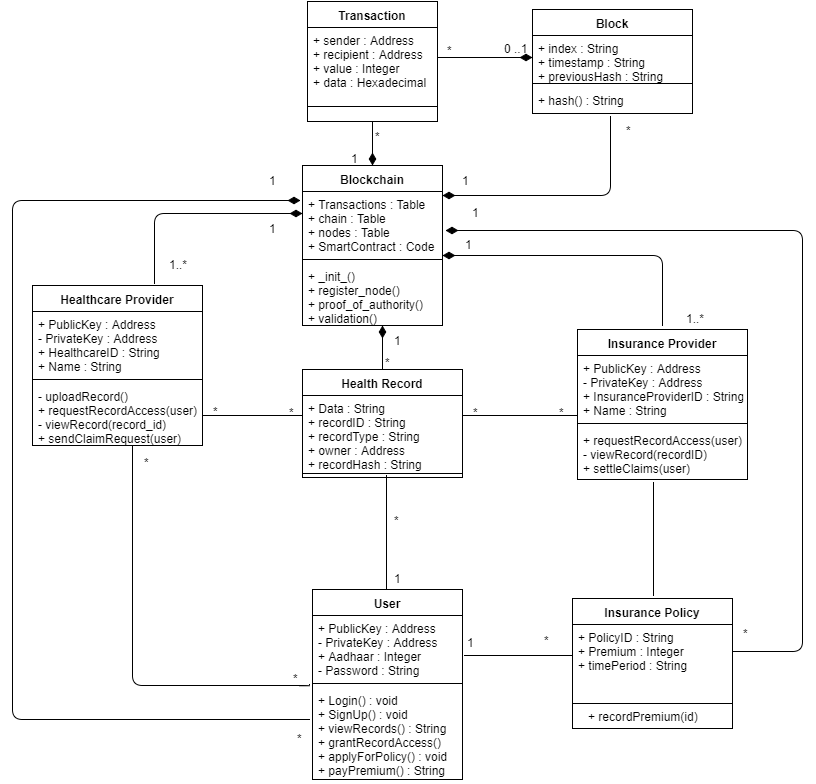 Transaction
+ sender : Address
+ recipient : Address
+ value : Integer
+ data : Hexadecimal
*
0 ..1
Block
+ index : String
+ timestamp : String
+ previousHash : String
+ hash() : String
*
*
1
1
1
Blockchain
+ Transactions : Table
+ chain : Table
+ nodes : Table
+ SmartContract : Code
+ _init_()
+ register_node()
+ proof_of_authority()
+ validation()
1
1
1
1..*
1
*
1..*
Healthcare Provider
+ PublicKey : Address
- PrivateKey : Address
+ HealthcareID : String
+ Name : String
- uploadRecord()
+ requestRecordAccess(user)
- viewRecord(record_id)
+ sendClaimRequest(user)
*
*
*
Health Record
+ Data : String
+ recordID : String
+ recordType : String
+ owner : Address
+ recordHash : String
*
*
Insurance Provider
+ PublicKey : Address
- PrivateKey : Address
+ InsuranceProviderID : String
+ Name : String
+ requestRecordAccess(user)
- viewRecord(recordID)
+ settleClaims(user)
*
1
User
+ PublicKey : Address
- PrivateKey : Address
+ Aadhaar : Integer
- Password : String
+ Login() : void
+ SignUp() : void
+ viewRecords() : String
+ grantRecordAccess()
+ applyForPolicy() : void
+ payPremium() : String
*
*
1
*
Insurance Policy
+ PolicyID : String
+ Premium : Integer
+ timePeriod : String
+ recordPremium(id)
*